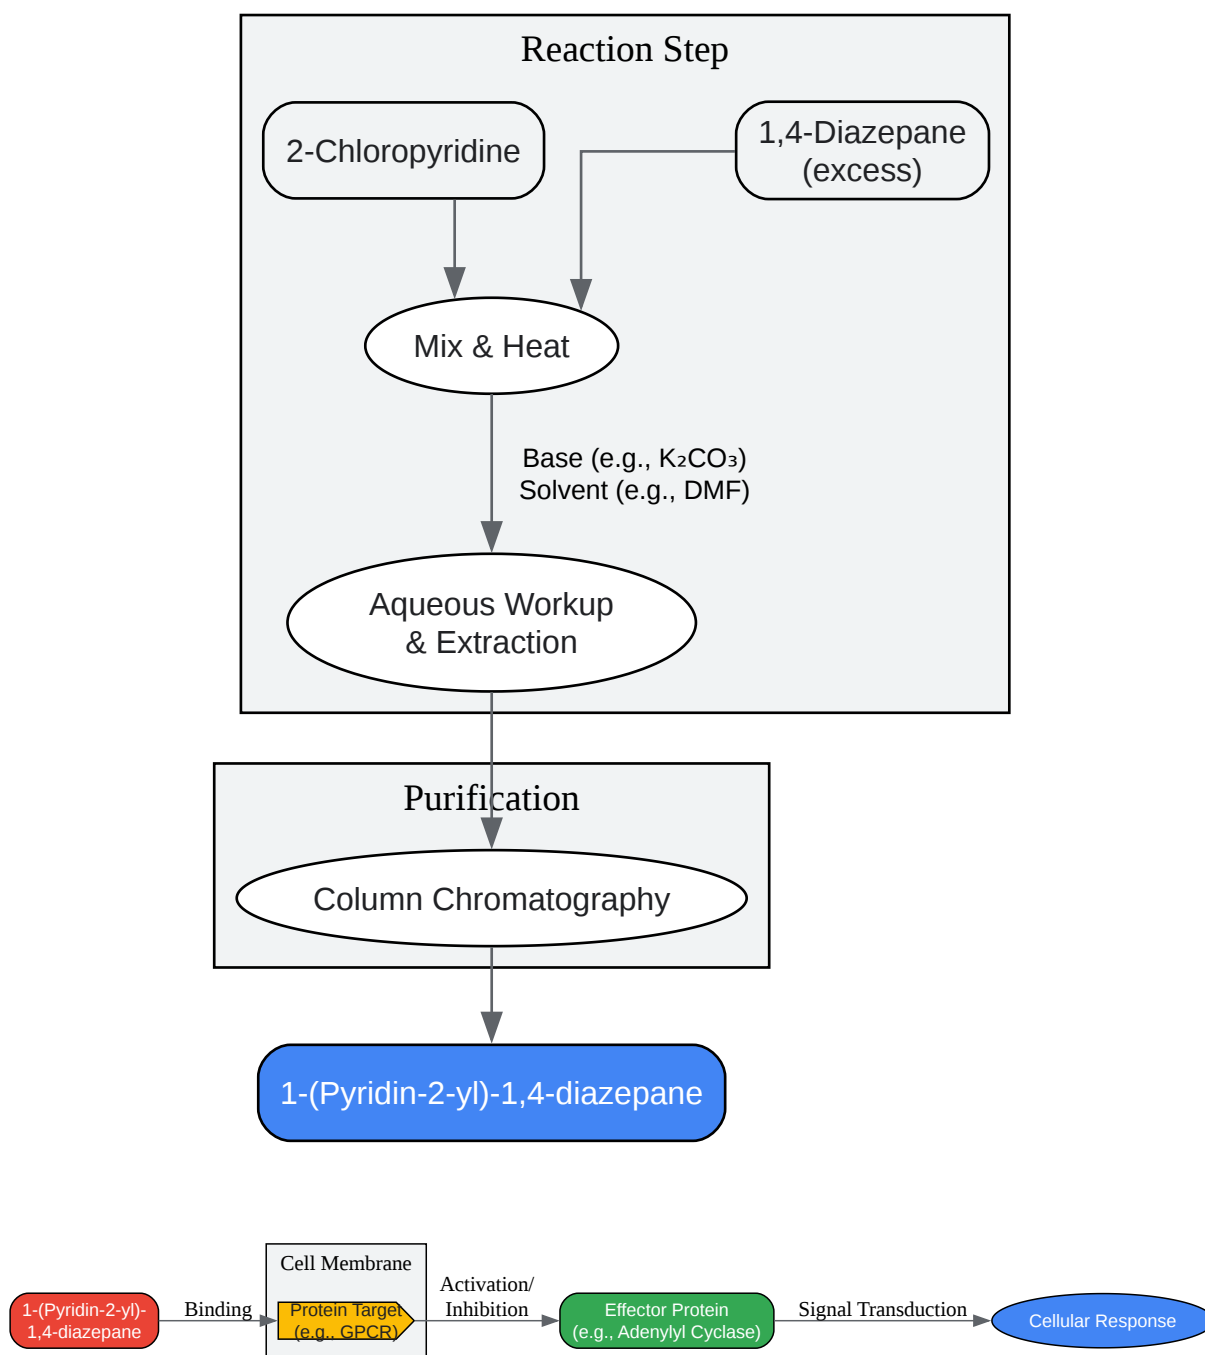 Reaction Step
2-Chloropyridine
1,4-Diazepane
(excess)
Mix & Heat
Base (e.g., K₂CO₃)
Solvent (e.g., DMF)
Aqueous Workup
& Extraction
Purification
Column Chromatography
1-(Pyridin-2-yl)-1,4-diazepane
Cell Membrane
1-(Pyridin-2-yl)-
1,4-diazepane
Binding
Protein Target
(e.g., GPCR)
Activation/
Inhibition
Effector Protein
(e.g., Adenylyl Cyclase)
Signal Transduction
Cellular Response